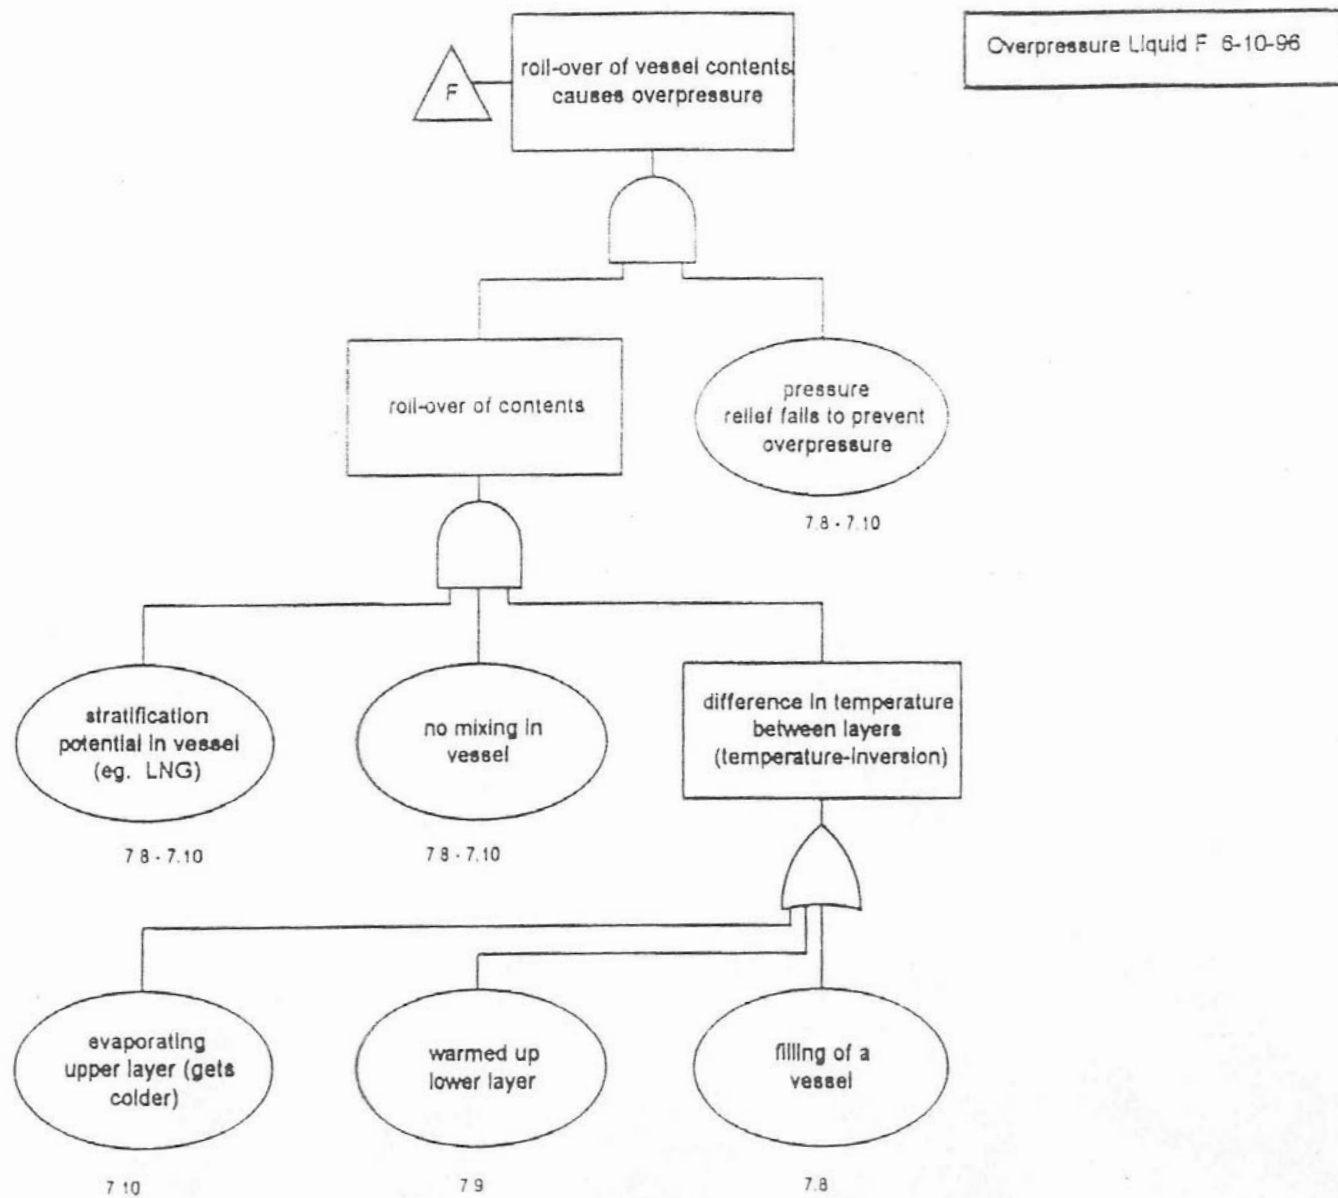 Overpressure Liquid F 6-10-96
F
roll-over of vessel contents
causes overpressure
roll-over of contents
pressure
relief fails to prevent
overpressure
7.8 - 7.10
stratification
potential in vessel
(eg. LNG)
no mixing in
vessel
difference in temperature
between layers
(temperature-inversion)
7 8 - 7.10
7 8 - 7.10
evaporating
upper layer (gets
colder)
warmed up
lower layer
filling of a
vessel
7 10
7 9
7.8